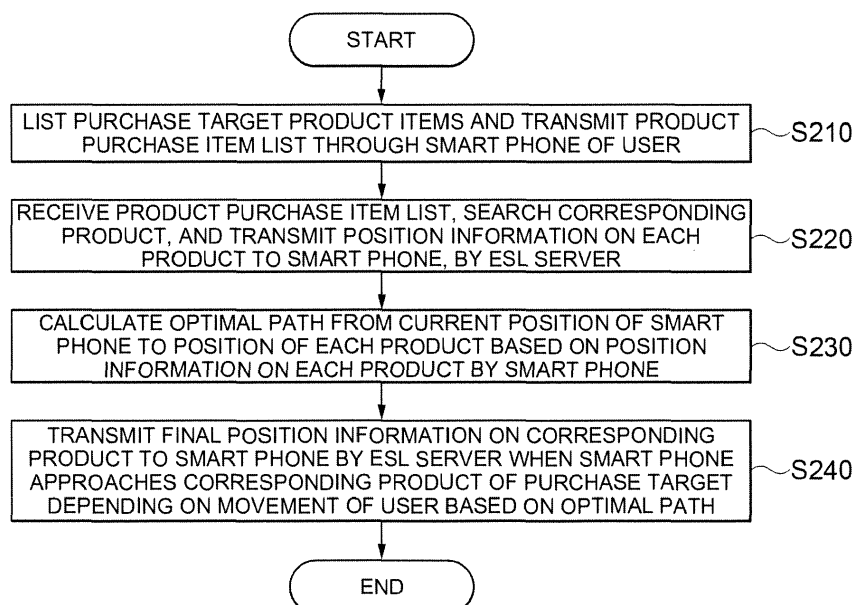 START
LIST PURCHASE TARGET PRODUCT ITEMS AND TRANSMIT PRODUCT
PURCHASE ITEM LIST THROUGH SMART PHONE OF USER
S210
RECEIVE PRODUCT PURCHASE ITEM LIST, SEARCH CORRESPONDING
PRODUCT, AND TRANSMIT POSITION INFORMATION ON EACH
PRODUCT TO SMART PHONE, BY ESL SERVER
S220
CALCULATE OPTIMAL PATH FROM CURRENT POSITION OF SMART
PHONE TO POSITION OF EACH PRODUCT BASED ON POSITION
INFORMATION ON EACH PRODUCT BY SMART PHONE
S230
TRANSMIT FINAL POSITION INFORMATION ON CORRESPONDING
PRODUCT TO SMART PHONE BY ESL SERVER WHEN SMART PHONE
APPROACHES CORRESPONDING PRODUCT OF PURCHASE TARGET
DEPENDING ON MOVEMENT OF USER BASED ON OPTIMAL PATH
S240
END